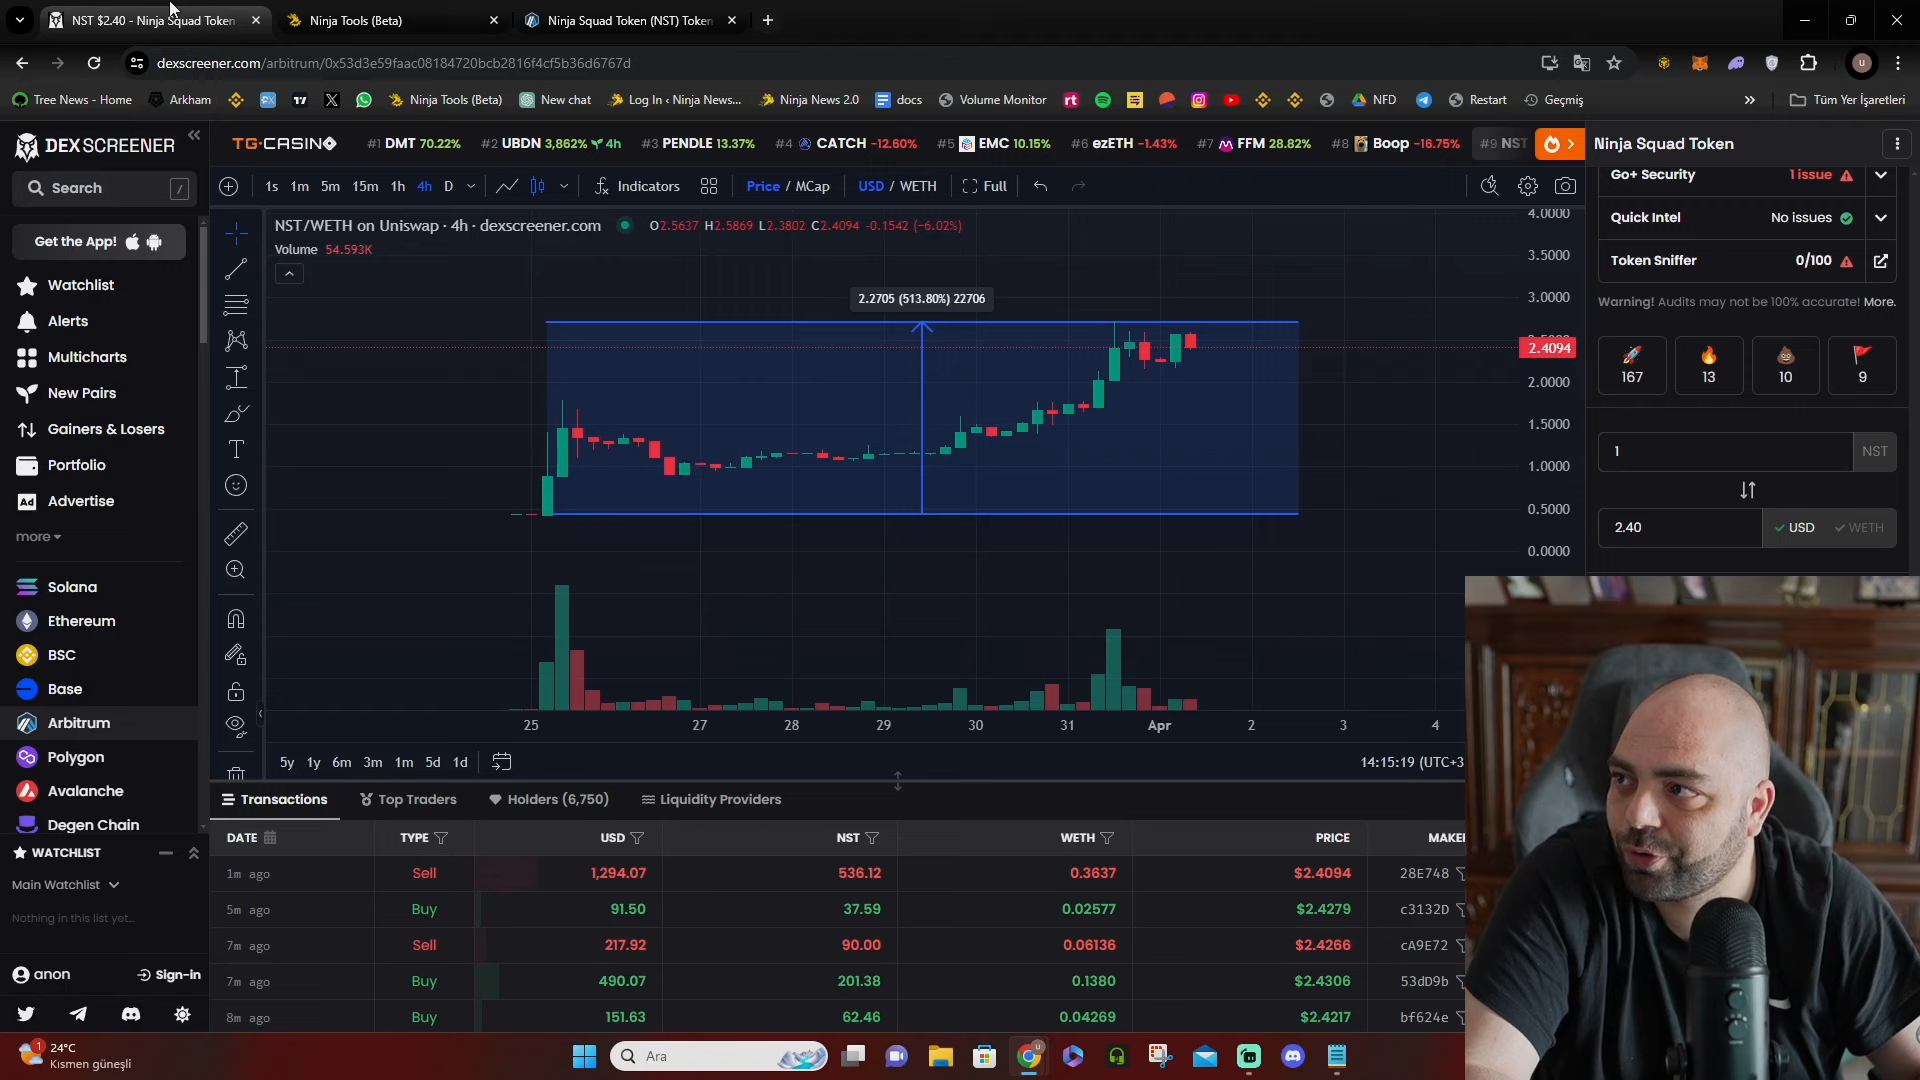 NST $2.40 - Ninja Squad Token
Ninja Tools (Beta)
Ninja Squad Token (NST) Token
dexscreener.com/arbitrum/0x53d3e59faac08184720bcb2816f4cf5b36d6767d
Tree News - Home
Arkham
Ninja Tools (Beta)
New chat
Log In ‹ Ninja News...
Ninja News 2.0
docs
Volume Monitor
NFD
Restart
Geçmiş
Tüm Yer İşaretleri
DEXSCREENER
TG·CASINO
#1 DMT 70.22%
#2 UBDN 3,862% 4h
#3 PENDLE 13.37%
#4 CATCH -12.60%
#5 EMC 10.15%
#6 ezETH -1.43%
#7 FFM 28.82%
#8 Boop -16.75%
#9 NST
Ninja Squad Token
Search /
1s 1m 5m 15m 1h 4h D
Indicators
Price / MCap
USD / WETH
Full
Get the App!
Watchlist
Alerts
Multicharts
New Pairs
Gainers & Losers
Portfolio
Ad Advertise
more
Solana
Ethereum
BSC
Base
Arbitrum
Polygon
Avalanche
Degen Chain
WATCHLIST
Main Watchlist
Nothing in this list yet...
anon
Sign-in
NST/WETH on Uniswap · 4h · dexscreener.com
O2.5637 H2.5869 L2.3802 C2.4094 -0.1542 (-6.02%)
Volume 54.593K
2.2705 (513.80%) 22706
4.0000
3.5000
3.0000
2.4094
2.0000
1.5000
1.0000
0.5000
0.0000
25 27 28 29 30 31 Apr 2 3 4
5y 1y 6m 3m 1m 5d 1d
14:15:19 (UTC+3
Go+ Security 1 issue
Quick Intel No issues
Token Sniffer 0/100
Warning! Audits may not be 100% accurate! More.
167
13
10
9
1 NST
2.40 USD WETH
Transactions
Top Traders
Holders (6,750)
Liquidity Providers
DATE TYPE USD NST WETH PRICE MAKE
1m ago Sell 1,294.07 536.12 0.3637 $2.4094 28E748
5m ago Buy 91.50 37.59 0.02577 $2.4279 c3132D
7m ago Sell 217.92 90.00 0.06136 $2.4266 cA9E72
7m ago Buy 490.07 201.38 0.1380 $2.4306 53dD9b
8m ago Buy 151.63 62.46 0.04269 $2.4217 bf624e
1
24°C
Kısmen güneşli
Ara